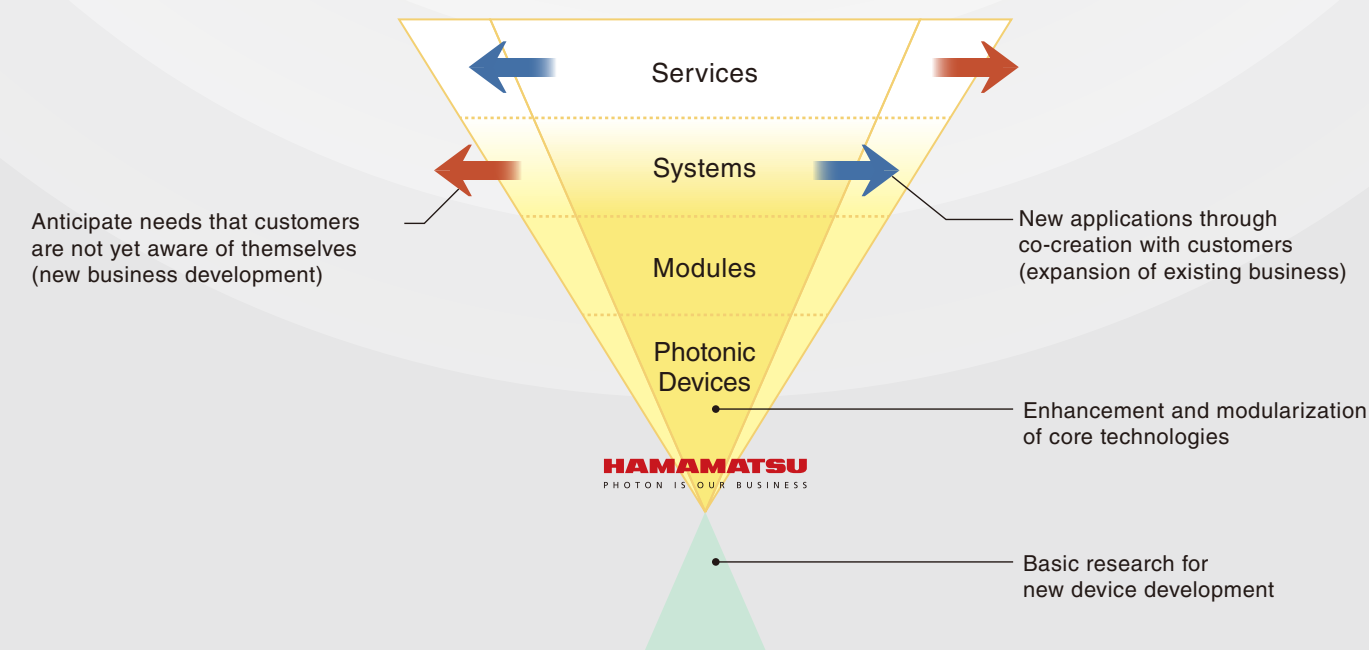 Services
Systems
Anticipate needs that customers
are not yet aware of themselves
(new business development)
New applications through
co-creation with customers
(expansion of existing business)
Modules
Photonic
Devices
Enhancement and modularization
of core technologies
HAMAMATSU
PHOTON IS OUR BUSINESS
Basic research for
new device development